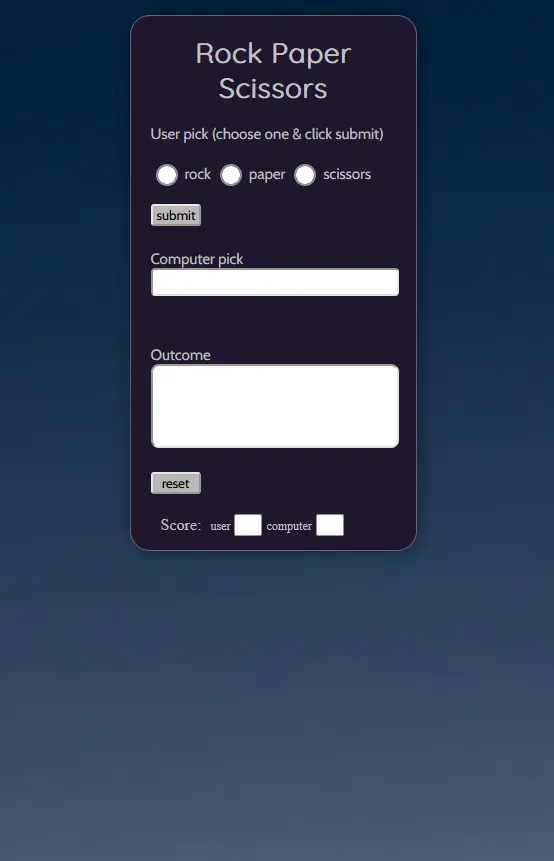 Rock Paper
Scissors
User pick (choose one & click submit)
rock paper scissors
submit
Computer pick
Outcome
reset
Score: user computer